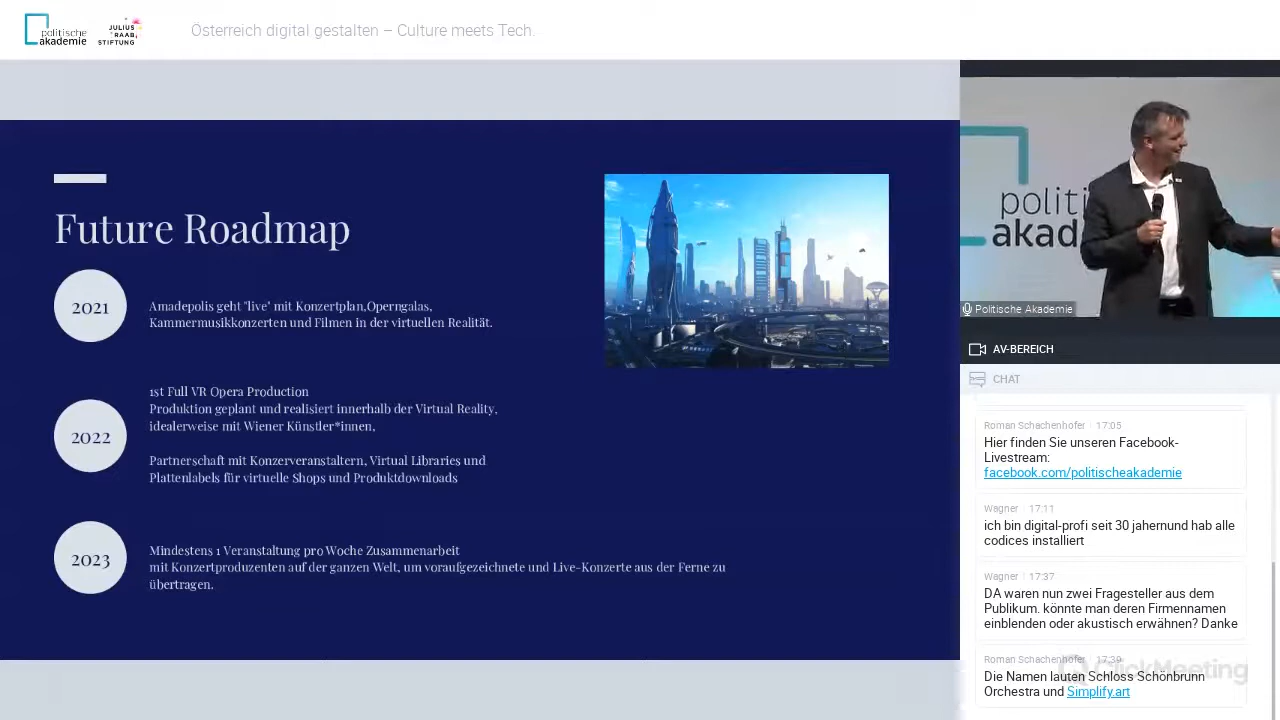 politische
akademie
JULIUS
RAAB
STIFTUNG
Österreich digital gestalten – Culture meets Tech.
Future Roadmap
2021
Amadepolis geht "live" mit Konzertplan,Operngalas,
Kammermusikkonzerten und Filmen in der virtuellen Realität.
2022
1st Full VR Opera Production
Produktion geplant und realisiert innerhalb der Virtual Reality,
idealerweise mit Wiener Künstler*innen,
Partnerschaft mit Konzerveranstaltern, Virtual Libraries und
Plattenlabels für virtuelle Shops und Produktdownloads
2023
Mindestens 1 Veranstaltung pro Woche Zusammenarbeit
mit Konzertproduzenten auf der ganzen Welt, um voraufgezeichnete und Live-Konzerte aus der Ferne zu
übertragen.
politi
akad
Politische Akademie
AV-BEREICH
CHAT
Roman Schachenhofer 17:05
Hier finden Sie unseren Facebook-
Livestream:
facebook.com/politischeakademie
Wagner 17:11
ich bin digital-profi seit 30 jahernund hab alle
codices installiert
Wagner 17:37
DA waren nun zwei Fragesteller aus dem
Publikum. könnte man deren Firmennamen
einblenden oder akustisch erwähnen? Danke
Roman Schachenhofer 17:39
Die Namen lauten Schloss Schönbrunn
Orchestra und Simplify.art
ClickMeeting